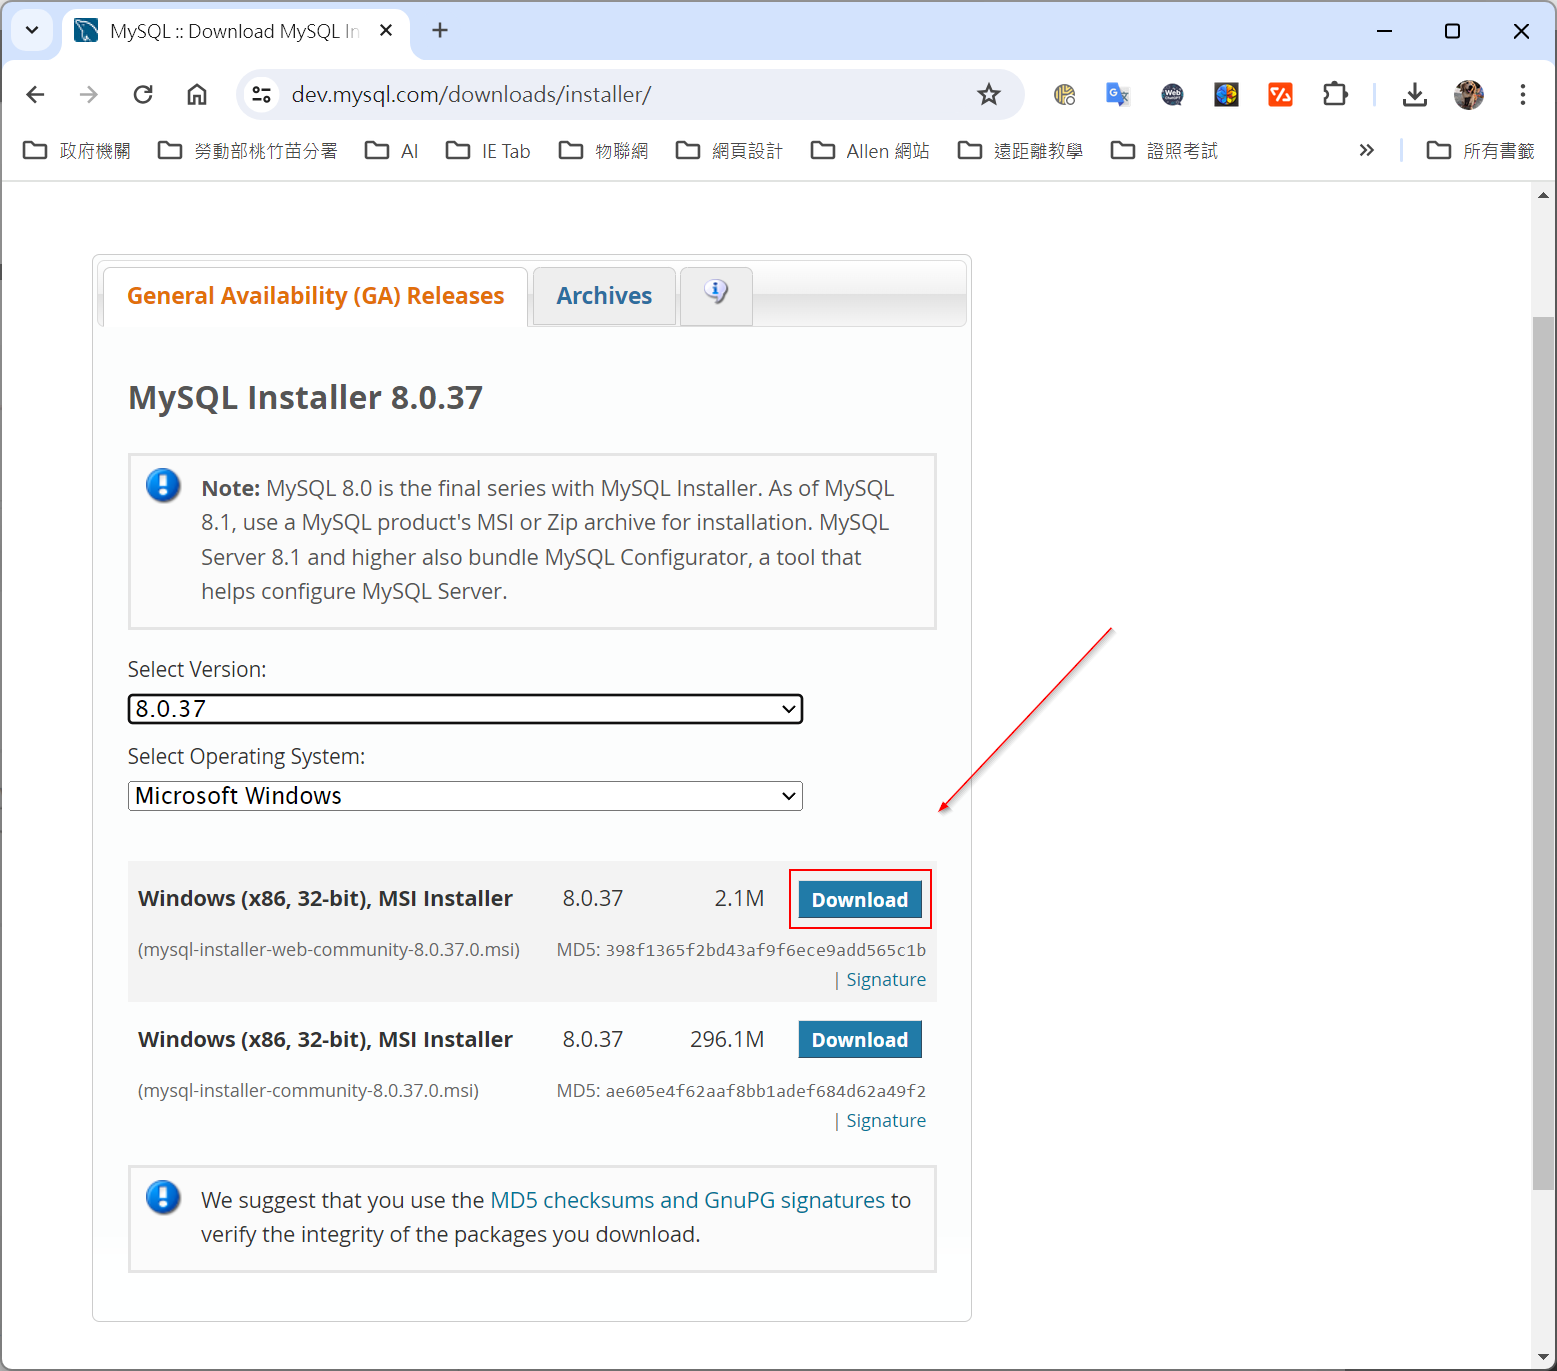 MySQL :: Download MySQL In
dev.mysql.com/downloads/installer/
政府機關
勞動部桃竹苗分署
AI
IE Tab
物聯網
網頁設計
Allen 網站
遠距離教學
證照考試
所有書籤
General Availability (GA) Releases
Archives
MySQL Installer 8.0.37
Note: MySQL 8.0 is the final series with MySQL Installer. As of MySQL
8.1, use a MySQL product's MSI or Zip archive for installation. MySQL
Server 8.1 and higher also bundle MySQL Configurator, a tool that
helps configure MySQL Server.
Select Version:
8.0.37
Select Operating System:
Microsoft Windows
Windows (x86, 32-bit), MSI Installer 8.0.37 2.1M Download
(mysql-installer-web-community-8.0.37.0.msi) MD5: 398f1365f2bd43af9f6ece9add565c1b
| Signature
Windows (x86, 32-bit), MSI Installer 8.0.37 296.1M Download
(mysql-installer-community-8.0.37.0.msi) MD5: ae605e4f62aaf8bb1adef684d62a49f2
| Signature
We suggest that you use the MD5 checksums and GnuPG signatures to
verify the integrity of the packages you download.